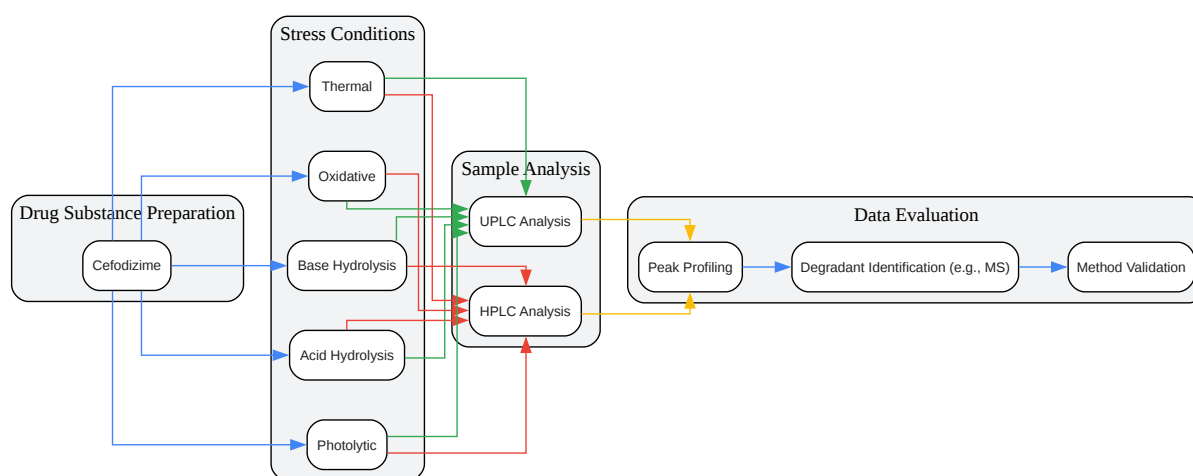 Drug Substance Preparation
Cefodizime
Stress Conditions
Thermal
Oxidative
Base Hydrolysis
Acid Hydrolysis
Photolytic
Sample Analysis
UPLC Analysis
HPLC Analysis
Data Evaluation
Peak Profiling
Degradant Identification (e.g., MS)
Method Validation